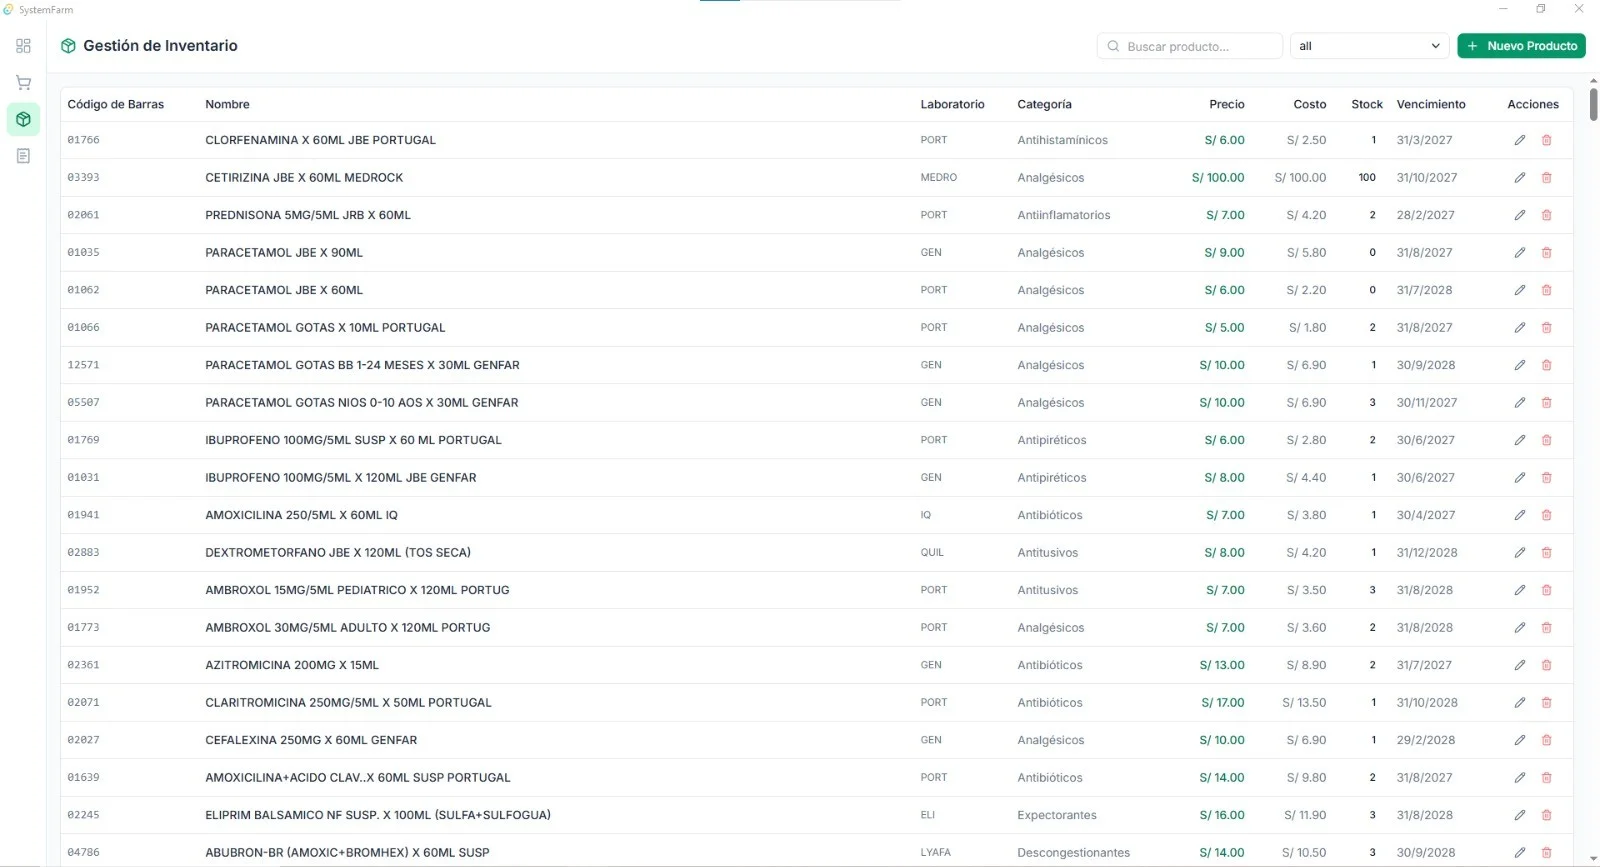 SystemFarm
Gestión de Inventario
Buscar producto...
all
+ Nuevo Producto
Código de Barras Nombre Laboratorio Categoría Precio Costo Stock Vencimiento Acciones
01766 CLORFENAMINA X 60ML JBE PORTUGAL PORT Antihistamínicos S/ 6.00 S/ 2.50 1 31/3/2027
03393 CETIRIZINA JBE X 60ML MEDROCK MEDRO Analgésicos S/ 100.00 S/ 100.00 100 31/10/2027
02061 PREDNISONA 5MG/5ML JRB X 60ML PORT Antiinflamatorios S/ 7.00 S/ 4.20 2 28/2/2027
01035 PARACETAMOL JBE X 90ML GEN Analgésicos S/ 9.00 S/ 5.80 0 31/8/2027
01062 PARACETAMOL JBE X 60ML PORT Analgésicos S/ 6.00 S/ 2.20 0 31/7/2028
01066 PARACETAMOL GOTAS X 10ML PORTUGAL PORT Analgésicos S/ 5.00 S/ 1.80 2 31/8/2027
12571 PARACETAMOL GOTAS BB 1-24 MESES X 30ML GENFAR GEN Analgésicos S/ 10.00 S/ 6.90 1 30/9/2028
05507 PARACETAMOL GOTAS NIOS 0-10 AOS X 30ML GENFAR GEN Analgésicos S/ 10.00 S/ 6.90 3 30/11/2027
01769 IBUPROFENO 100MG/5ML SUSP X 60 ML PORTUGAL PORT Antipiréticos S/ 6.00 S/ 2.80 2 30/6/2027
01031 IBUPROFENO 100MG/5ML X 120ML JBE GENFAR GEN Antipiréticos S/ 8.00 S/ 4.40 1 30/6/2027
01941 AMOXICILINA 250/5ML X 60ML IQ IQ Antibióticos S/ 7.00 S/ 3.80 1 30/4/2027
02883 DEXTROMETORFANO JBE X 120ML (TOS SECA) QUIL Antitusivos S/ 8.00 S/ 4.20 1 31/12/2028
01952 AMBROXOL 15MG/5ML PEDIATRICO X 120ML PORTUG PORT Antitusivos S/ 7.00 S/ 3.50 3 31/8/2028
01773 AMBROXOL 30MG/5ML ADULTO X 120ML PORTUG PORT Analgésicos S/ 7.00 S/ 3.60 2 31/8/2028
02361 AZITROMICINA 200MG X 15ML GEN Antibióticos S/ 13.00 S/ 8.90 2 31/7/2027
02071 CLARITROMICINA 250MG/5ML X 50ML PORTUGAL PORT Antibióticos S/ 17.00 S/ 13.50 1 31/10/2028
02027 CEFALEXINA 250MG X 60ML GENFAR GEN Analgésicos S/ 10.00 S/ 6.90 1 29/2/2028
01639 AMOXICILINA+ACIDO CLAV..X 60ML SUSP PORTUGAL PORT Antibióticos S/ 14.00 S/ 9.80 2 31/8/2027
02245 ELIPRIM BALSAMICO NF SUSP. X 100ML (SULFA+SULFOGUA) ELI Expectorantes S/ 16.00 S/ 11.90 3 31/8/2028
04786 ABUBRON-BR (AMOXIC+BROMHEX) X 60ML SUSP LYAFA Descongestionantes S/ 14.00 S/ 10.50 3 30/9/2028